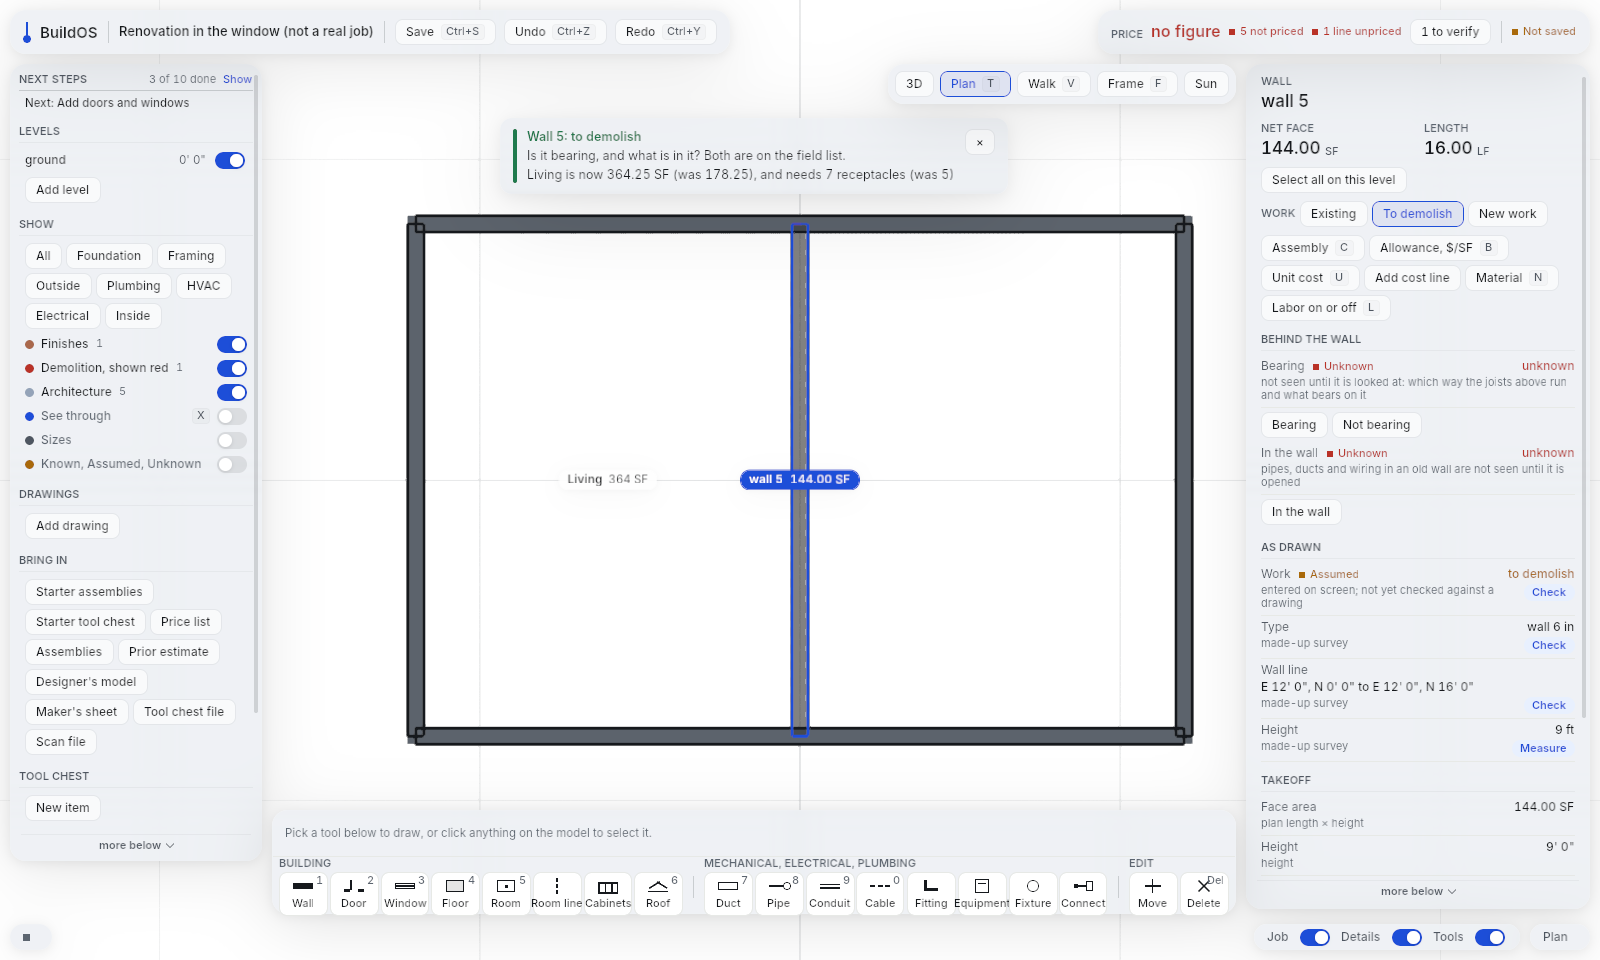 BuildOS
Renovation in the window (not a real job)
Save Ctrl+S
Undo Ctrl+Z
Redo Ctrl+Y
PRICE no figure 5 not priced 1 line unpriced 1 to verify Not saved
NEXT STEPS 3 of 10 done Show
Next: Add doors and windows
LEVELS
ground 0' 0"
Add level
SHOW
All Foundation Framing
Outside Plumbing HVAC
Electrical Inside
Finishes 1
Demolition, shown red 1
Architecture 5
See through X
Sizes
Known, Assumed, Unknown
DRAWINGS
Add drawing
BRING IN
Starter assemblies
Starter tool chest Price list
Assemblies Prior estimate
Designer's model
Maker's sheet Tool chest file
Scan file
TOOL CHEST
New item
more below
3D Plan T Walk V Frame F Sun
Wall 5: to demolish
Is it bearing, and what is in it? Both are on the field list.
Living is now 364.25 SF (was 178.25), and needs 7 receptacles (was 5)
×
Living 364 SF
wall 5 144.00 SF
Pick a tool below to draw, or click anything on the model to select it.
BUILDING
Wall 1
Door 2
Window 3
Floor 4
Room 5
Room line
Cabinets
Roof 6
MECHANICAL, ELECTRICAL, PLUMBING
Duct 7
Pipe 8
Conduit 9
Cable 0
Fitting
Equipment
Fixture
Connect
EDIT
Move
Delete Del
WALL
wall 5
NET FACE LENGTH
144.00 SF 16.00 LF
Select all on this level
WORK Existing To demolish New work
Assembly C Allowance, $/SF B
Unit cost U Add cost line Material N
Labor on or off L
BEHIND THE WALL
Bearing Unknown unknown
not seen until it is looked at: which way the joists above run
and what bears on it
Bearing Not bearing
In the wall Unknown unknown
pipes, ducts and wiring in an old wall are not seen until it is
opened
In the wall
AS DRAWN
Work Assumed to demolish
entered on screen; not yet checked against a
drawing
Check
Type wall 6 in
made-up survey Check
Wall line
E 12' 0", N 0' 0" to E 12' 0", N 16' 0"
made-up survey Check
Height 9 ft
made-up survey Measure
TAKEOFF
Face area 144.00 SF
plan length × height
Height 9' 0"
height
more below
Job Details Tools Plan